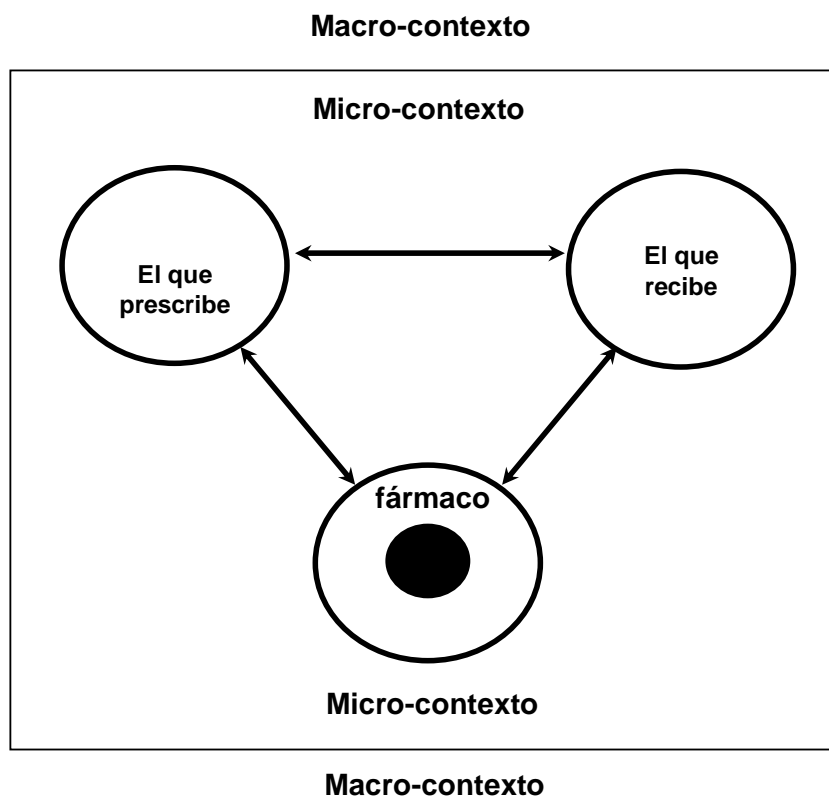 Macro-contexto
Micro-contexto
El que
prescribe
El que
recibe
fármaco
Micro-contexto
Macro-contexto